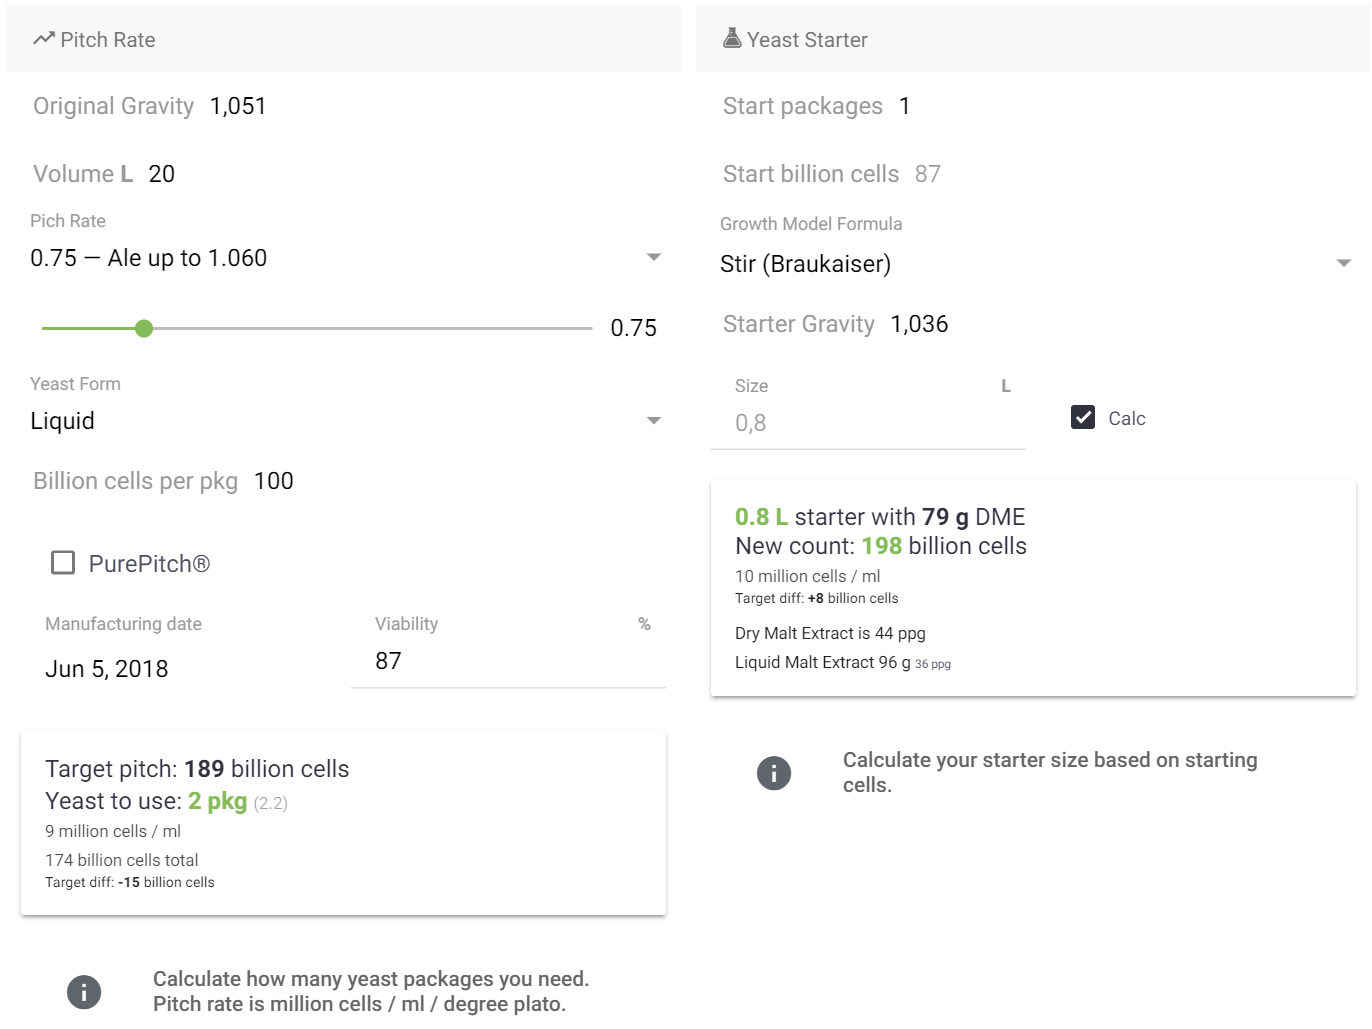 Pitch Rate
Original Gravity 1,051
Volume L 20
Pich Rate
0.75 — Ale up to 1.060
0.75
Yeast Form
Liquid
Billion cells per pkg 100
PurePitch®
Manufacturing date
Jun 5, 2018
Viability %
87
Target pitch: 189 billion cells
Yeast to use: 2 pkg (2.2)
9 million cells / ml
174 billion cells total
Target diff: -15 billion cells
Calculate how many yeast packages you need.
Pitch rate is million cells / ml / degree plato.
Yeast Starter
Start packages 1
Start billion cells 87
Growth Model Formula
Stir (Braukaiser)
Starter Gravity 1,036
Size L
0,8
Calc
0.8 L starter with 79 g DME
New count: 198 billion cells
10 million cells / ml
Target diff: +8 billion cells
Dry Malt Extract is 44 ppg
Liquid Malt Extract 96 g 36 ppg
Calculate your starter size based on starting
cells.